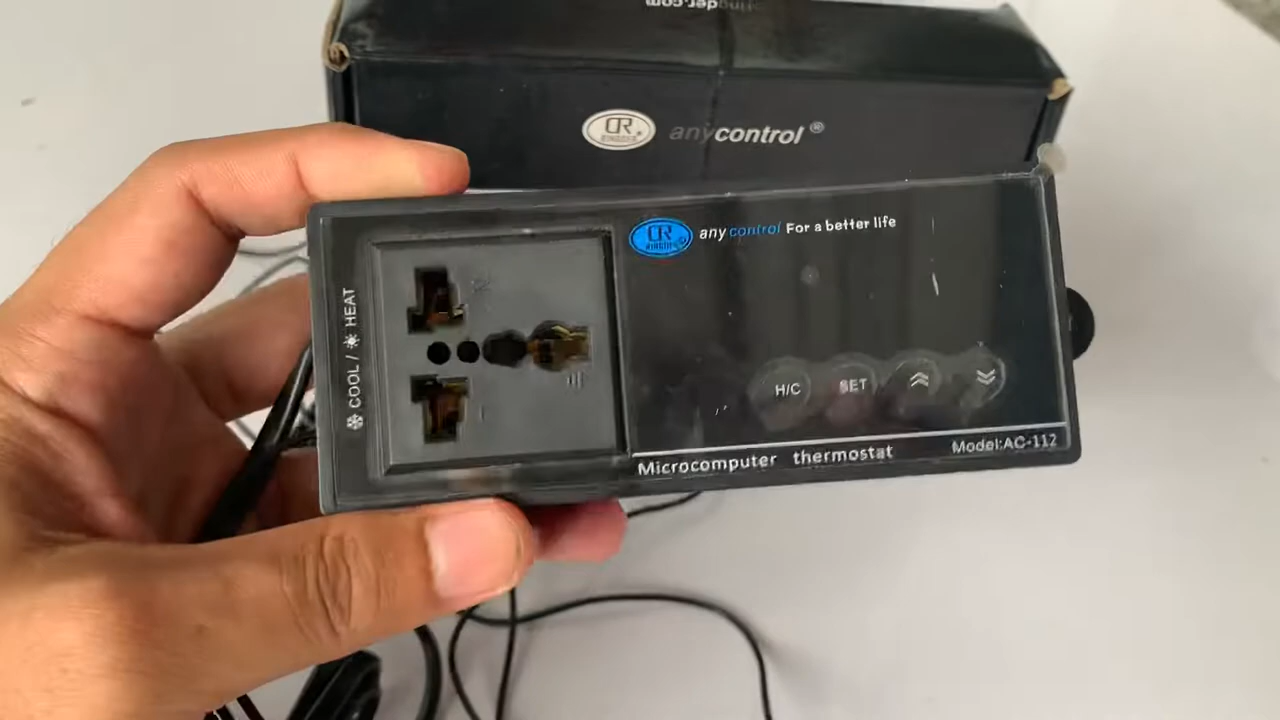 anycontrol ®
anycontrol For a better life
COOL / HEAT
H/C SET
Microcomputer thermostat
Model:AC-112